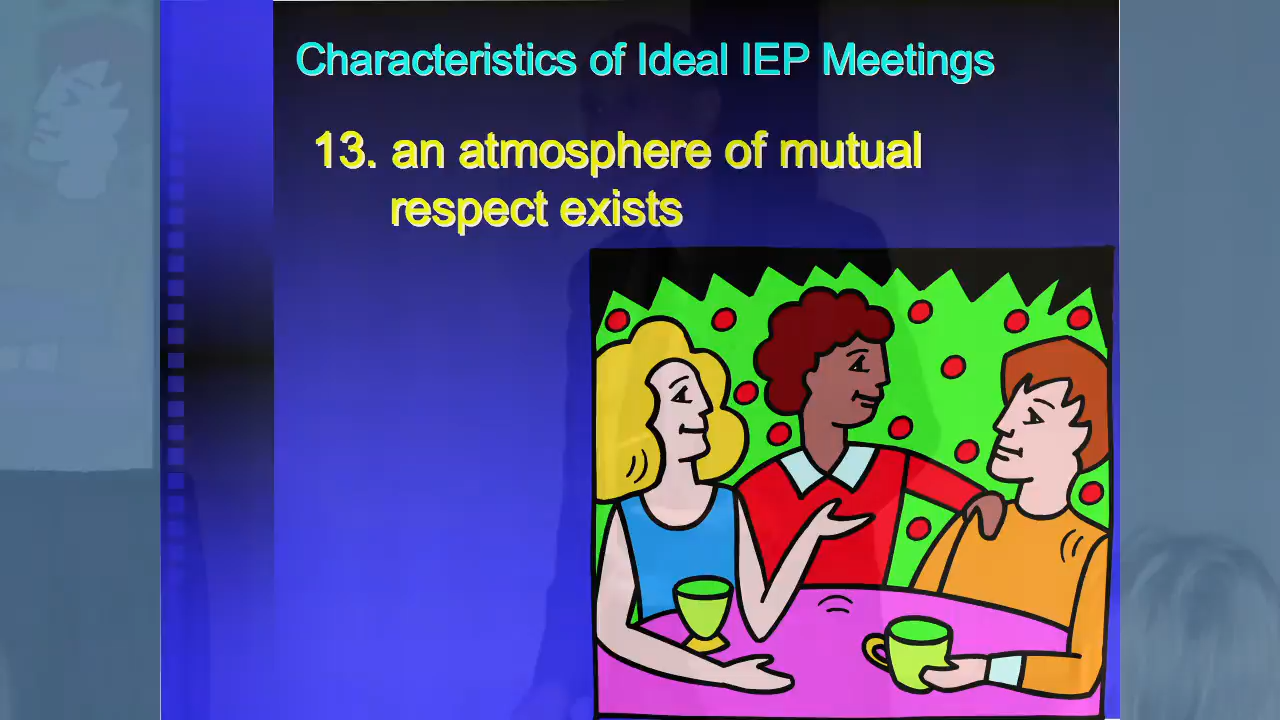 Characteristics of Ideal IEP Meetings
13. an atmosphere of mutual
respect exists